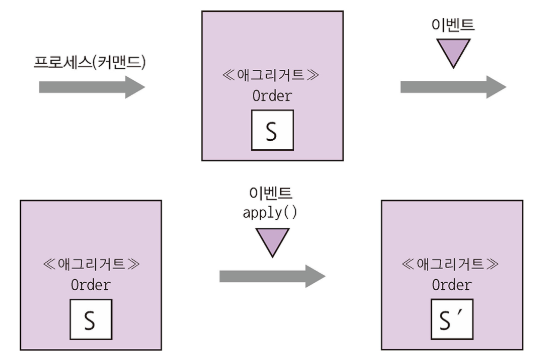 프로세스(커맨드)
≪애그리거트≫
Order
S
이벤트
≪애그리거트≫
Order
S
이벤트
apply()
≪애그리거트≫
Order
S′